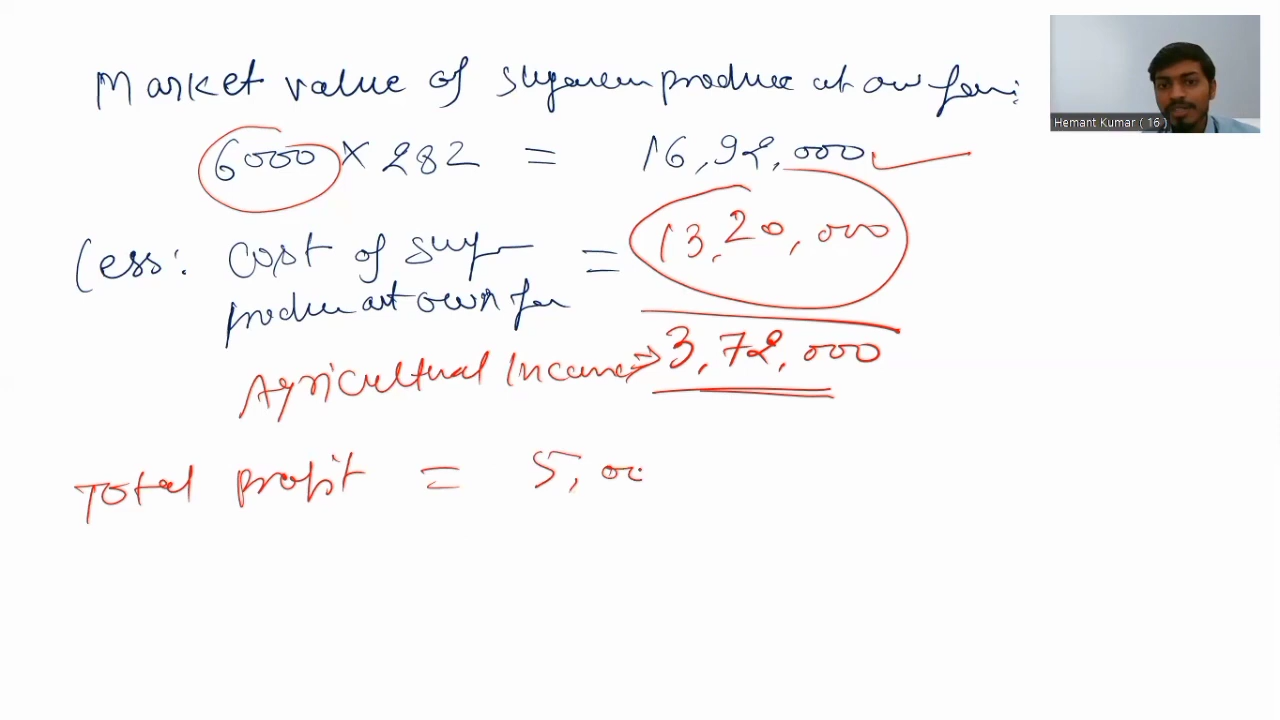 Market value of sugarcane produce at own farm:
6000 × 282 = 16,92,000
Less: cost of sugar = 13,20,000
produce at own far
Agricultural Income → 3,72,000
Total profit = 5,00
Hemant Kumar ( 16 )